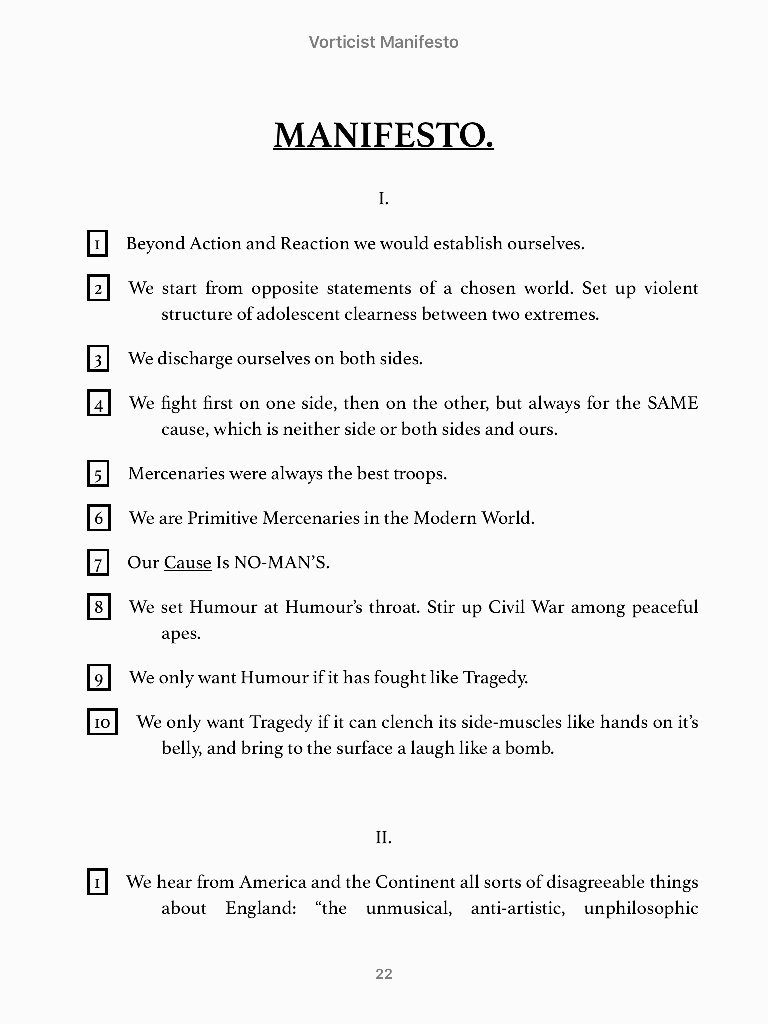 Vorticist Manifesto
MANIFESTO.
I.
1 Beyond Action and Reaction we would establish ourselves.
2 We start from opposite statements of a chosen world. Set up violent
structure of adolescent clearness between two extremes.
3 We discharge ourselves on both sides.
4 We fight first on one side, then on the other, but always for the SAME
cause, which is neither side or both sides and ours.
5 Mercenaries were always the best troops.
6 We are Primitive Mercenaries in the Modern World.
7 Our Cause Is NO-MAN’S.
8 We set Humour at Humour’s throat. Stir up Civil War among peaceful
apes.
9 We only want Humour if it has fought like Tragedy.
10 We only want Tragedy if it can clench its side-muscles like hands on it’s
belly, and bring to the surface a laugh like a bomb.
II.
1 We hear from America and the Continent all sorts of disagreeable things
about England: “the unmusical, anti-artistic, unphilosophic
22